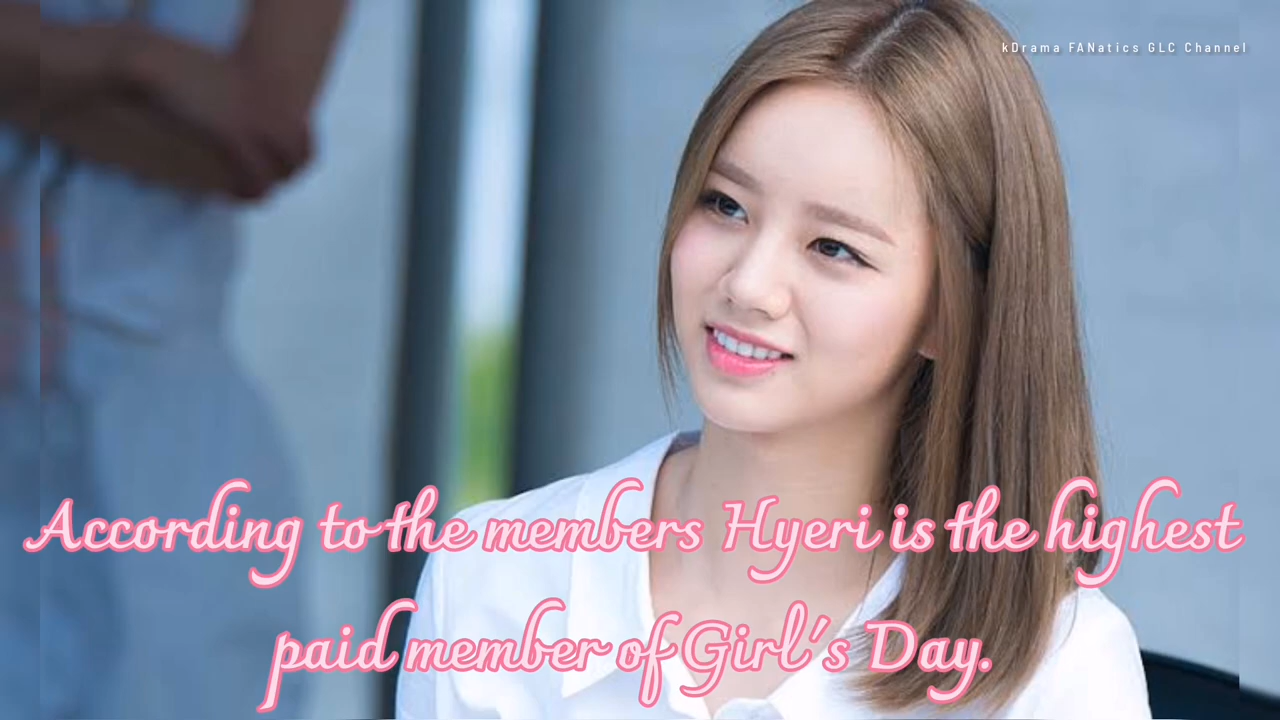 kDrama FANatics GLC Channel
According to the members Hyeri is the highest
paid member of Girl's Day.